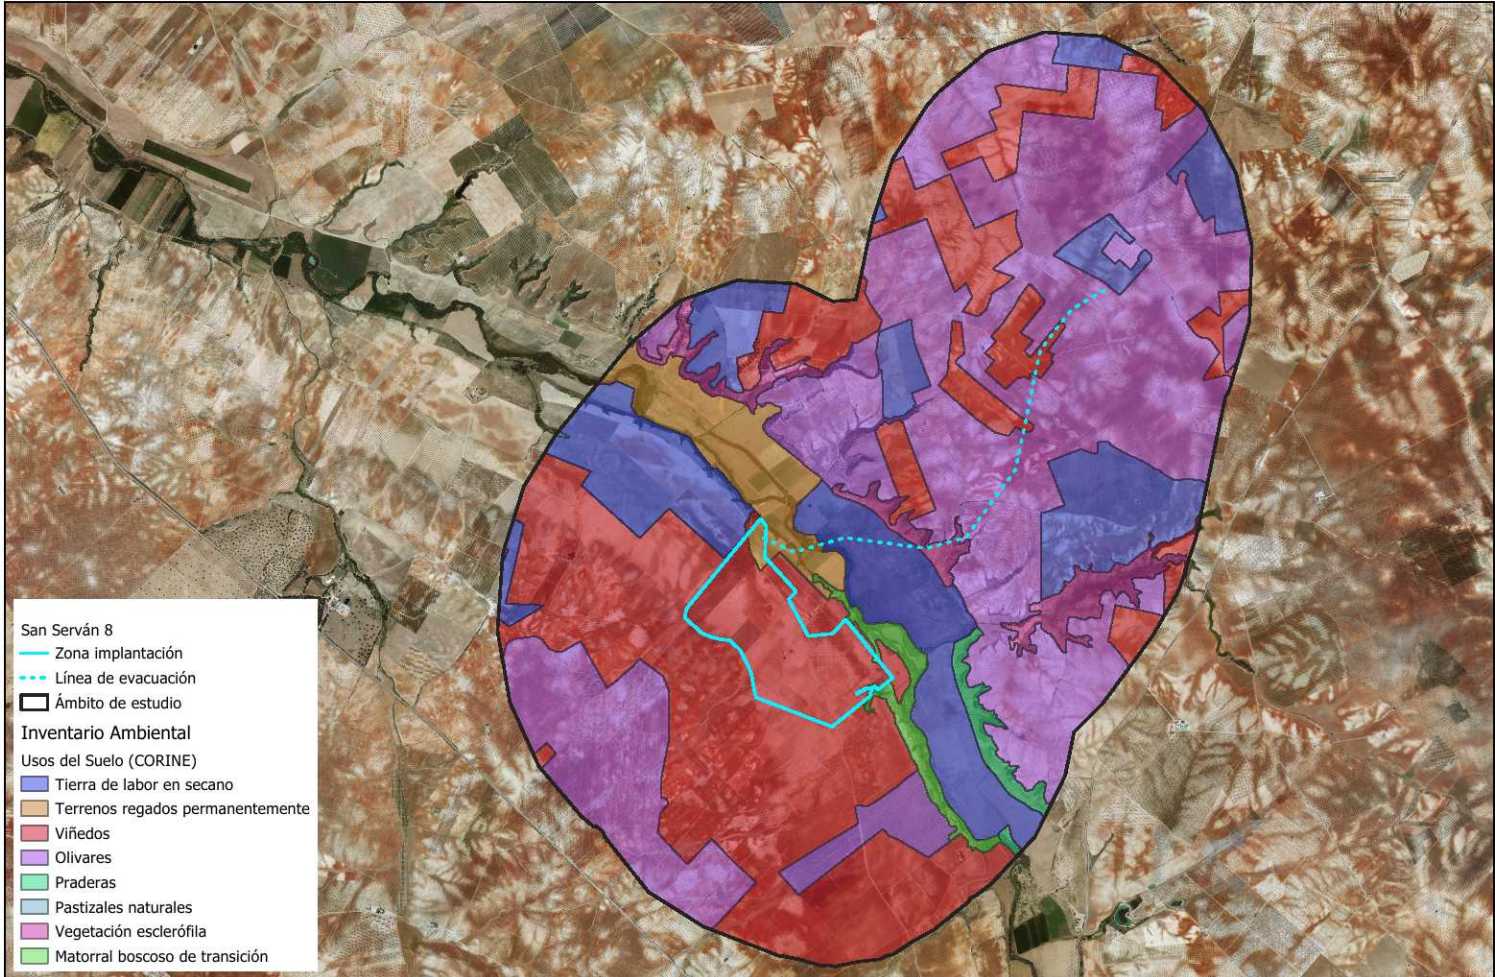 San Serván 8
Zona implantación
Línea de evacuación
Ámbito de estudio
Inventario Ambiental
Usos del Suelo (CORINE)
Tierra de labor en secano
Terrenos regados permanentemente
Viñedos
Olivares
Praderas
Pastizales naturales
Vegetación esclerófila
Matorral boscoso de transición